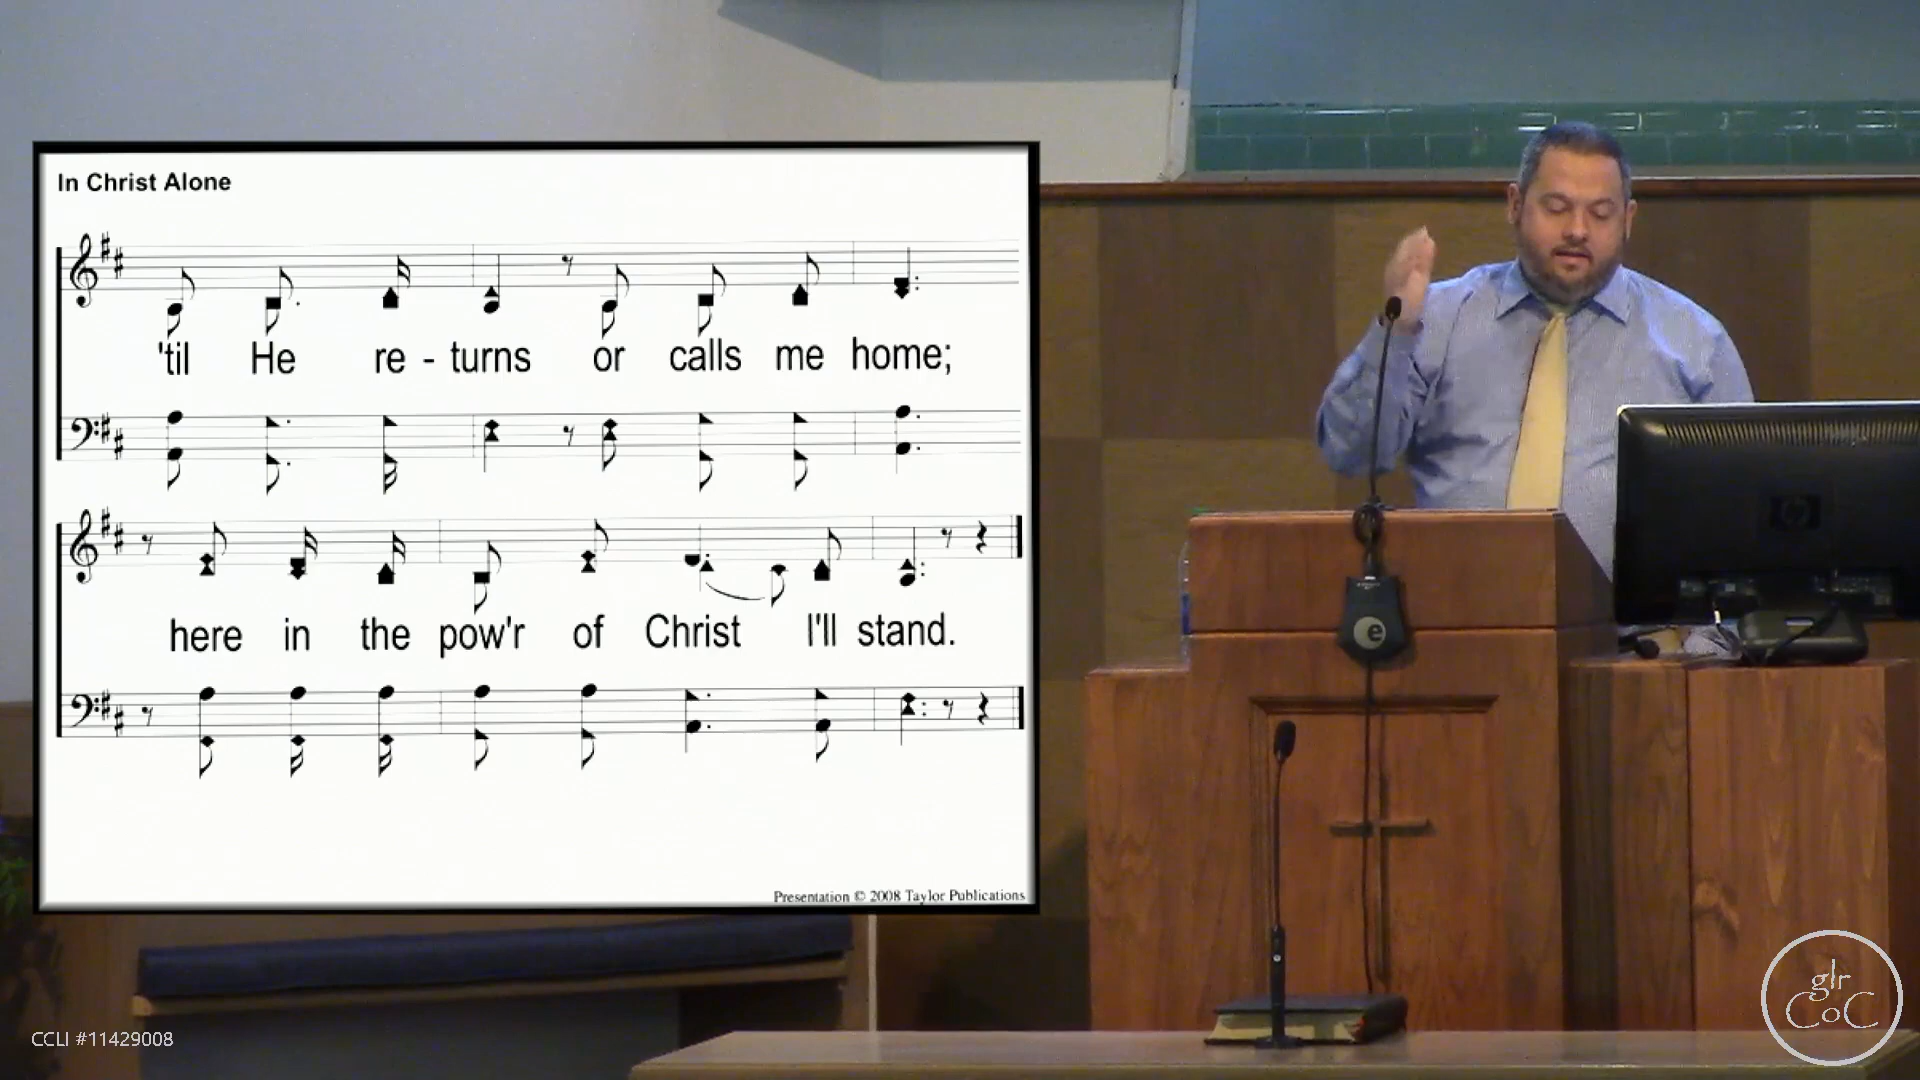 In Christ Alone
'til He re - turns or calls me home;
here in the pow'r of Christ I'll stand.
Presentation © 2008 Taylor Publications
e
hp
glr
CoC
CCLI #11429008